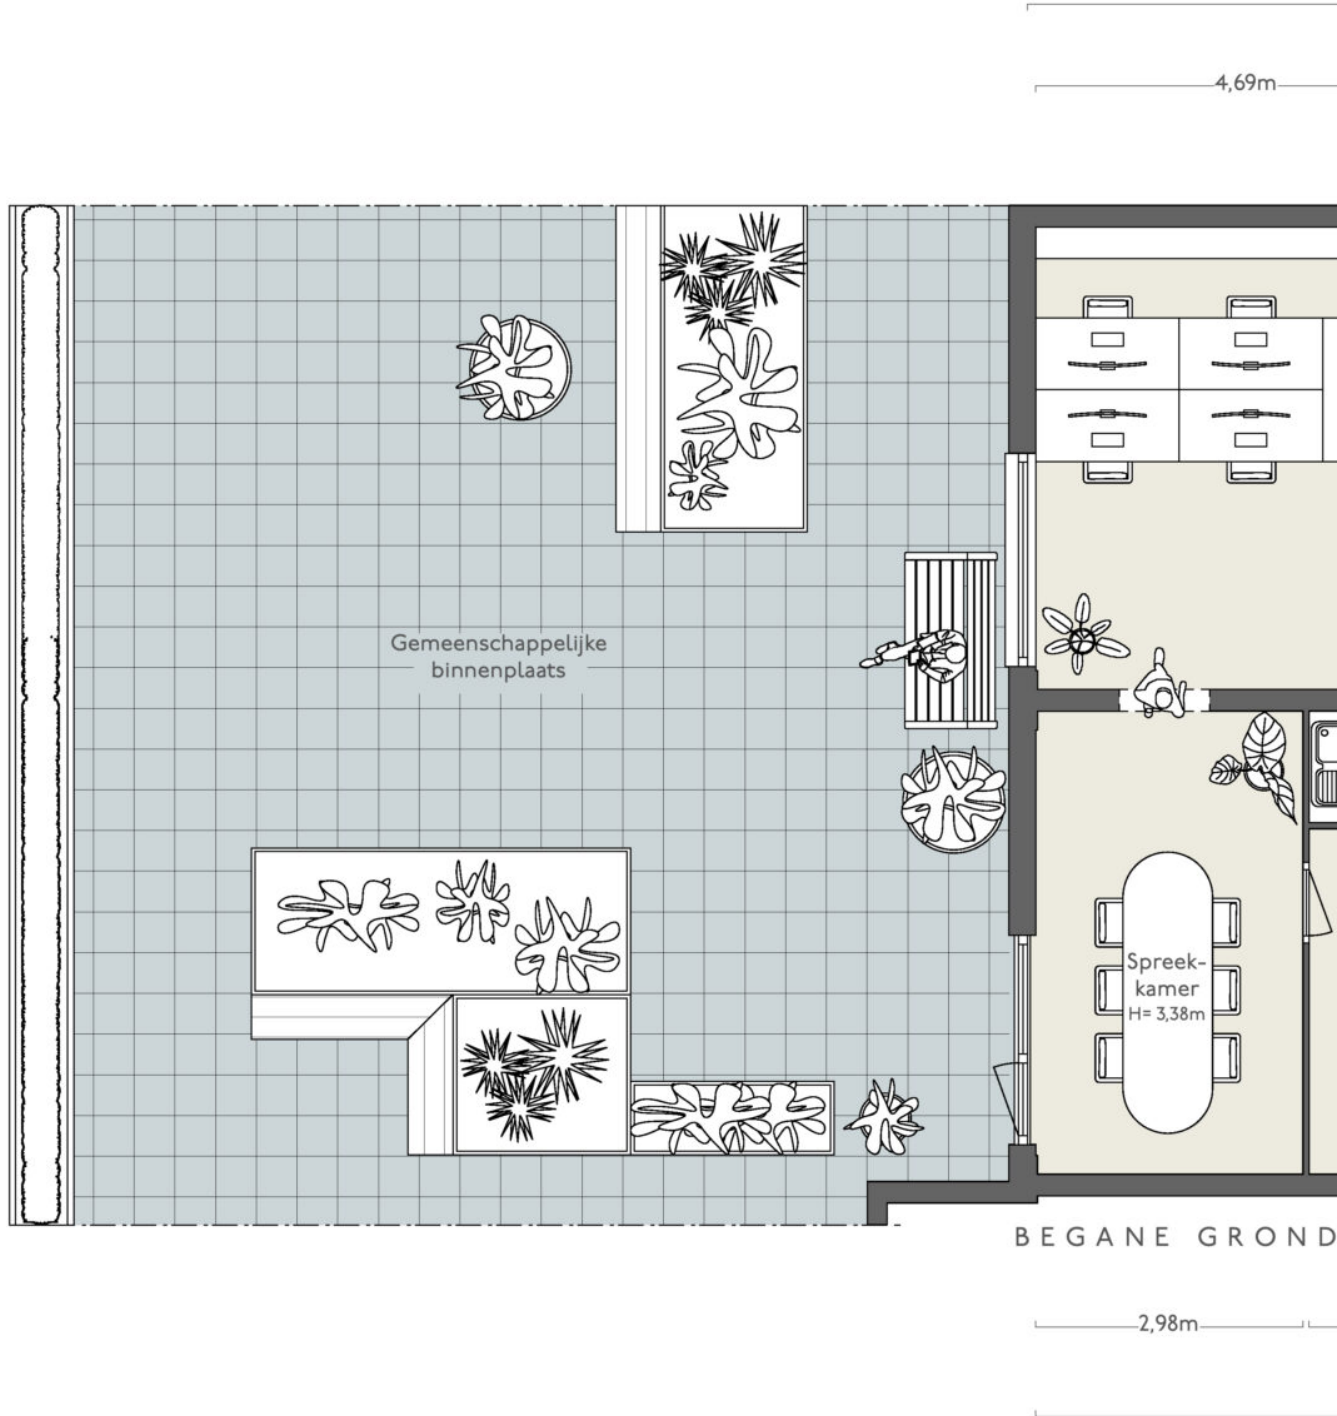 4,69m
Gemeenschappelijke
binnenplaats
Spreek-
kamer
H= 3,38m
BEGANE GROND
2,98m